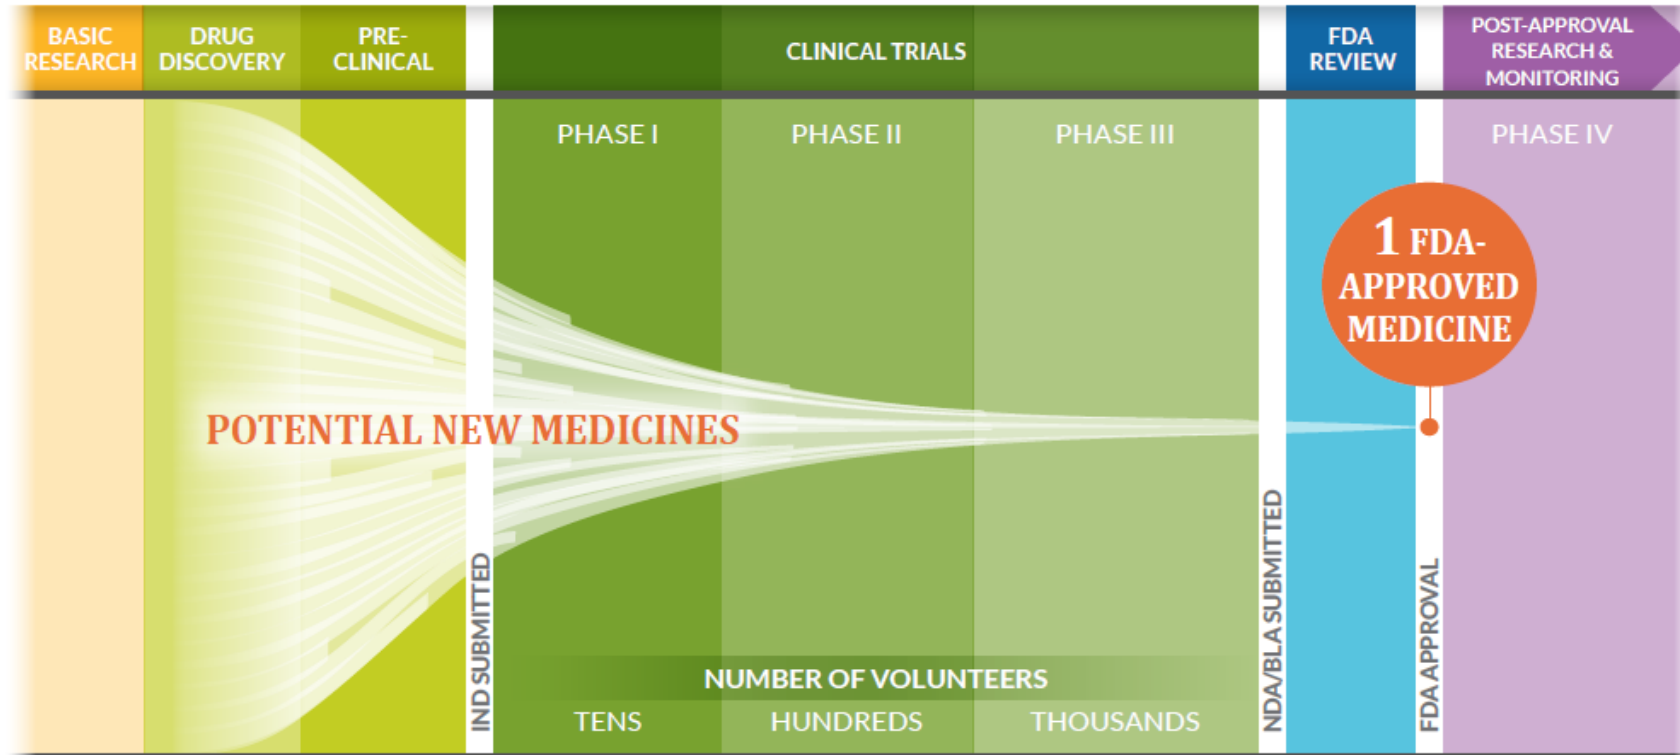 BASIC
RESEARCH
DRUG
DISCOVERY
PRE-
CLINICAL
CLINICAL TRIALS
FDA
REVIEW
POST-APPROVAL
RESEARCH &
MONITORING
PHASE I
PHASE II
PHASE III
PHASE IV
1 FDA-
APPROVED
MEDICINE
POTENTIAL NEW MEDICINES
IND SUBMITTED
NDA/BLA SUBMITTED
FDA APPROVAL
NUMBER OF VOLUNTEERS
TENS
HUNDREDS
THOUSANDS